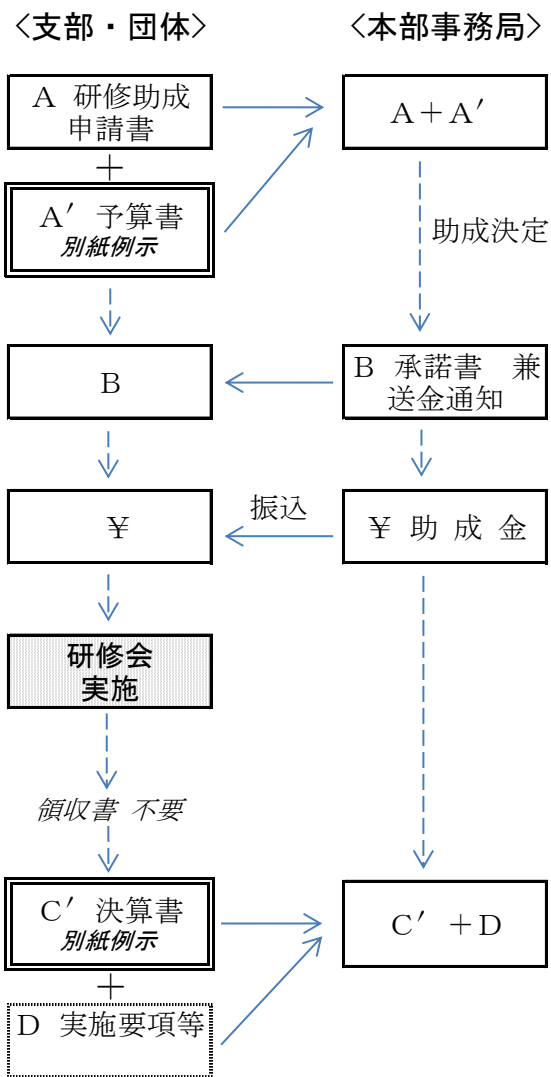 <支部・団体>
<本部事務局>
A 研修助成
申請書
A+A′
+
A′ 予算書
別紙例示
助成決定
B
B 承諾書 兼
送金通知
¥
振込
¥ 助 成 金
研修会
実施
領収書 不要
C′ 決算書
別紙例示
C′ +D
+
D 実施要項等